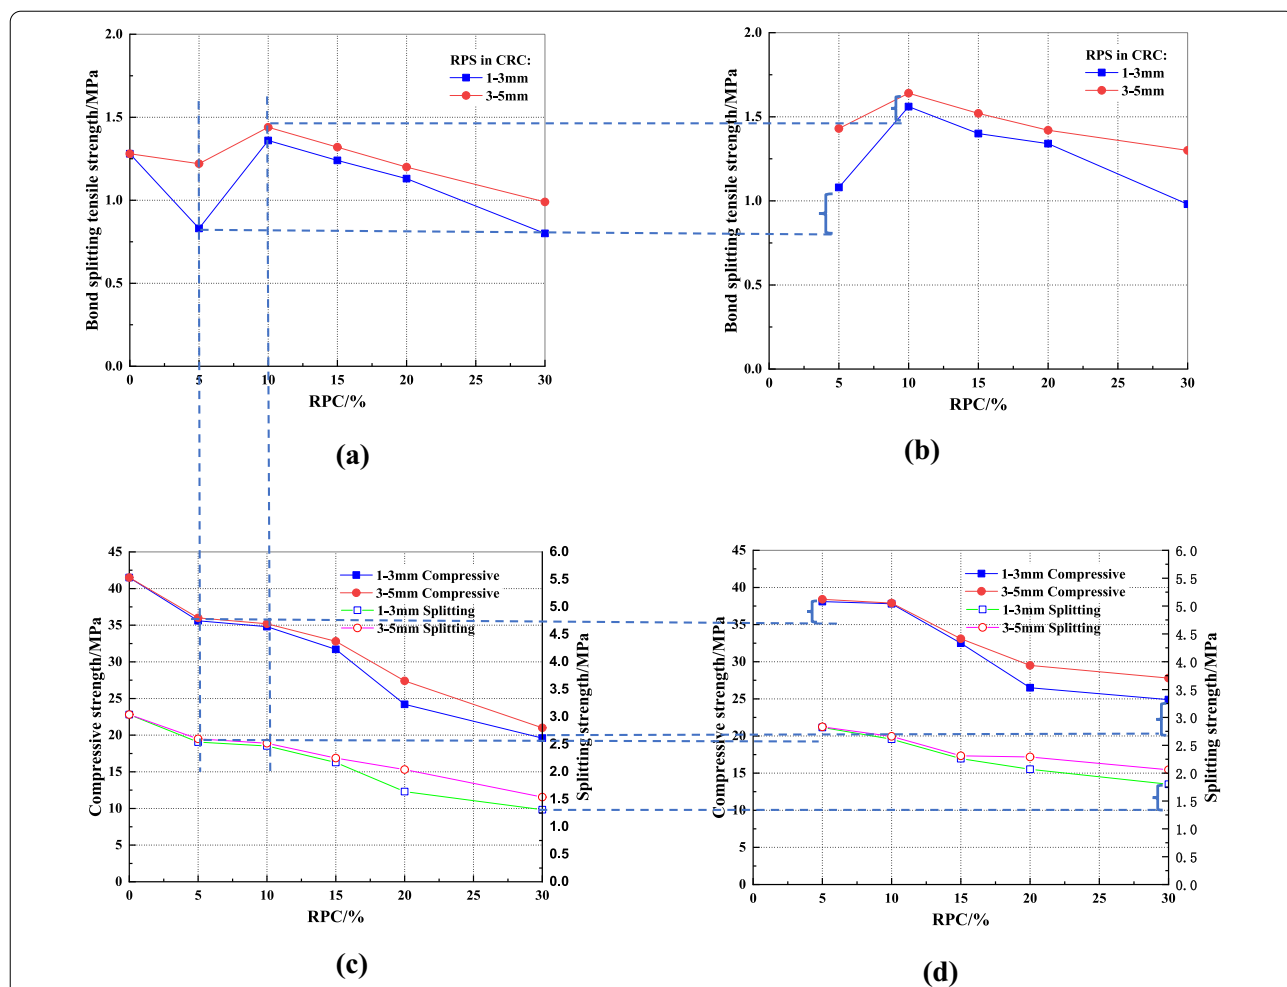 2.0
1.5
1.0
0.5
0.0
Bond splitting tensile strength/MPa
RPS in CRC:
1-3mm
3-5mm
0 5 10 15 20 30
RPC/%
(a)
2.0
1.5
1.0
0.5
0.0
Bond splitting tensile strength/MPa
RPS in CRC:
1-3mm
3-5mm
0 5 10 15 20 25 30
RPC/%
(b)
45
40
35
30
25
20
15
10
5
0
Compressive strength/MPa
1-3mm Compressive
3-5mm Compressive
1-3mm Splitting
3-5mm Splitting
6.0
5.5
5.0
4.5
4.0
3.5
3.0
2.5
2.0
1.5
1.0
0.5
0.0
Splitting strength/MPa
0 5 10 15 20 30
RPC/%
(c)
45
40
35
30
25
20
15
10
5
0
Compressive strength/MPa
1-3mm Compressive
3-5mm Compressive
1-3mm Splitting
3-5mm Splitting
6.0
5.5
5.0
4.5
4.0
3.5
3.0
2.5
2.0
1.5
1.0
0.5
0.0
Splitting strength/MPa
0 5 10 15 20 25 30
RPC/%
(d)